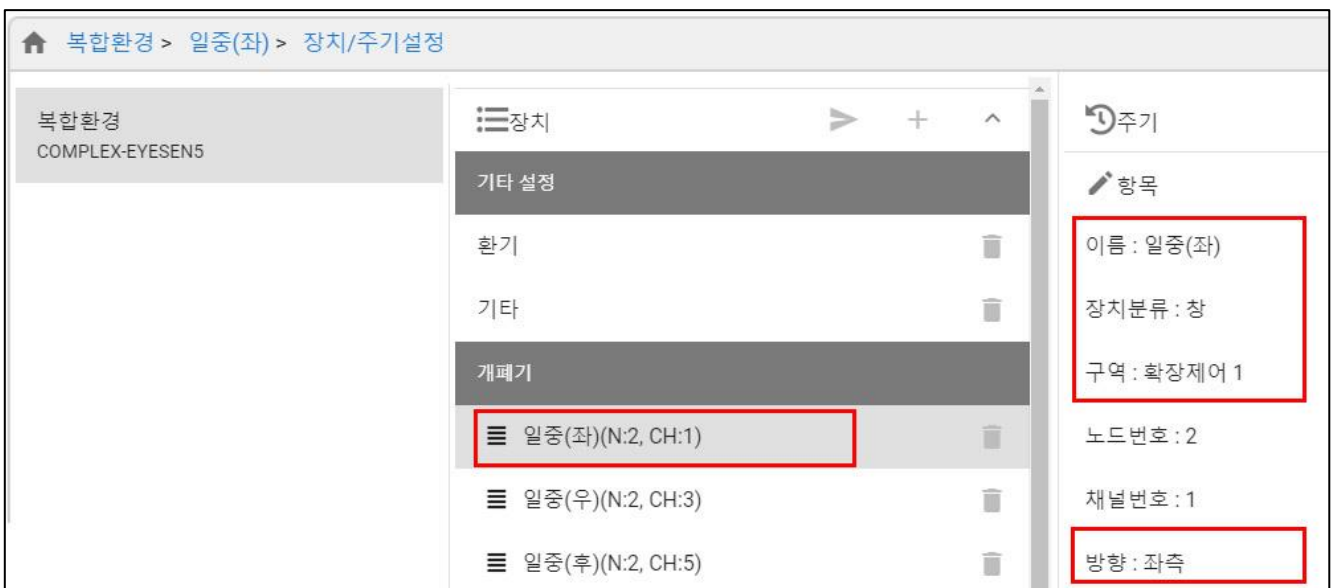 복합환경 > 일중(좌) > 장치/주기설정
복합환경
COMPLEX-EYESEN5
장치
기타 설정
환기
기타
개폐기
일중(좌)(N:2, CH:1)
일중(우)(N:2, CH:3)
일중(후)(N:2, CH:5)
주기
항목
이름 : 일중(좌)
장치분류 : 창
구역 : 확장제어 1
노드번호 : 2
채널번호 : 1
방향 : 좌측